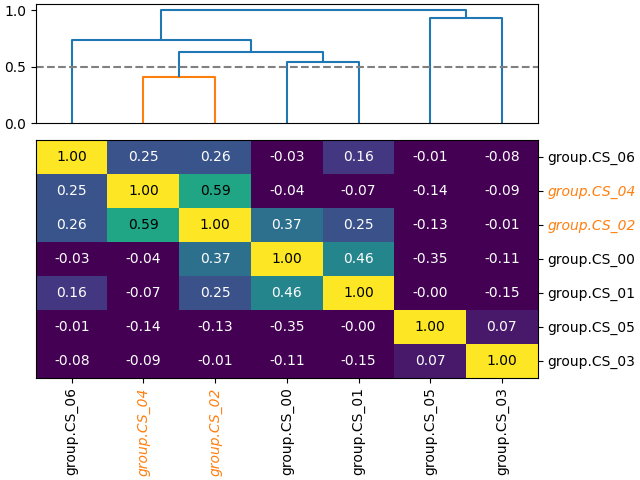 1.0
0.5
0.0
1.00 0.25 0.26 -0.03 0.16 -0.01 -0.08 group.CS_06
0.25 1.00 0.59 -0.04 -0.07 -0.14 -0.09 group.CS_04
0.26 0.59 1.00 0.37 0.25 -0.13 -0.01 group.CS_02
-0.03 -0.04 0.37 1.00 0.46 -0.35 -0.11 group.CS_00
0.16 -0.07 0.25 0.46 1.00 -0.00 -0.15 group.CS_01
-0.01 -0.14 -0.13 -0.35 -0.00 1.00 0.07 group.CS_05
-0.08 -0.09 -0.01 -0.11 -0.15 0.07 1.00 group.CS_03
group.CS_06
group.CS_04
group.CS_02
group.CS_00
group.CS_01
group.CS_05
group.CS_03